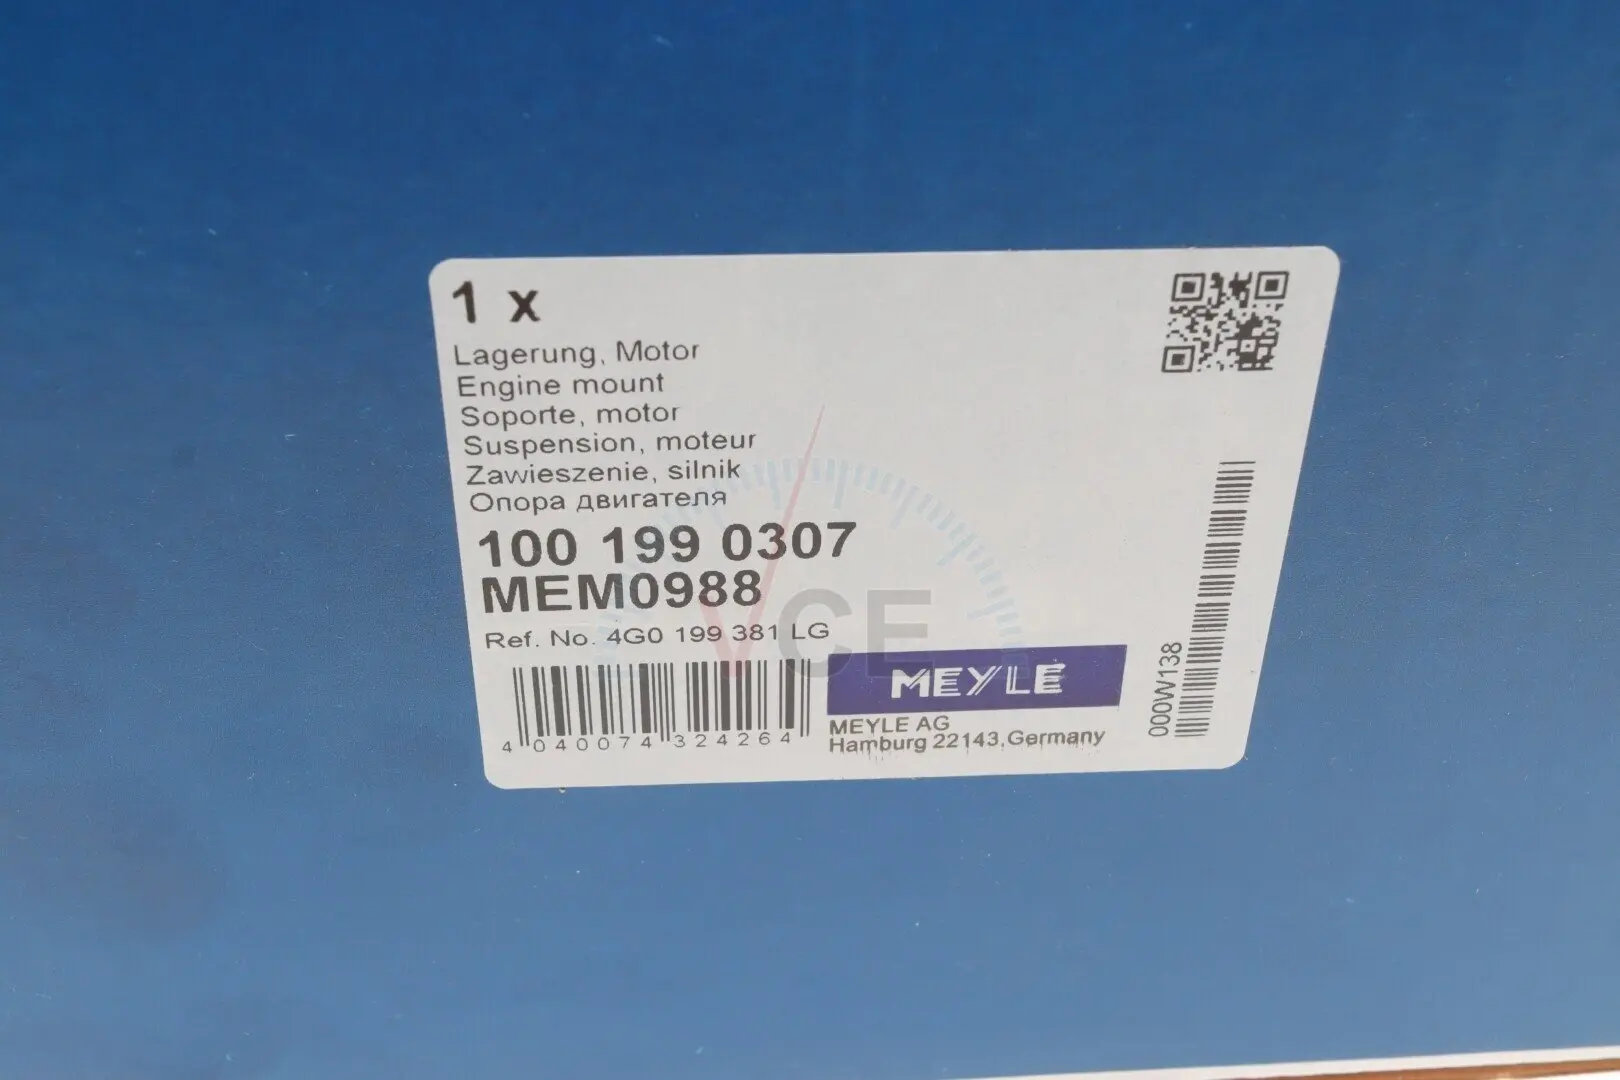 1 x
Lagerung, Motor
Engine mount
Soporte, motor
Suspension, moteur
Zawieszenie, silnik
Опора двигателя
100 199 0307
MEM0988
Ref. No. 4G0 199 381 LG
VCE
MEYLE
4 040074 324264
MEYLE AG
Hamburg 22143, Germany
000W138